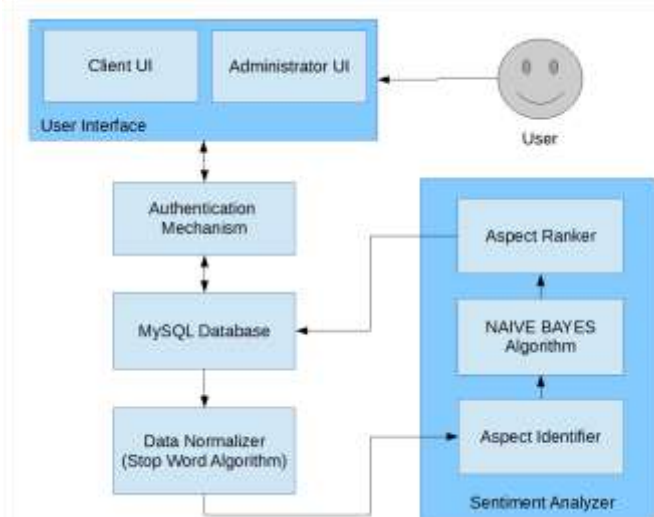 Client UI
Administrator UI
User Interface
User
Authentication
Mechanism
Aspect Ranker
MySQL Database
NAIVE BAYES
Algorithm
Data Normalizer
(Stop Word Algorithm)
Aspect Identifier
Sentiment Analyzer